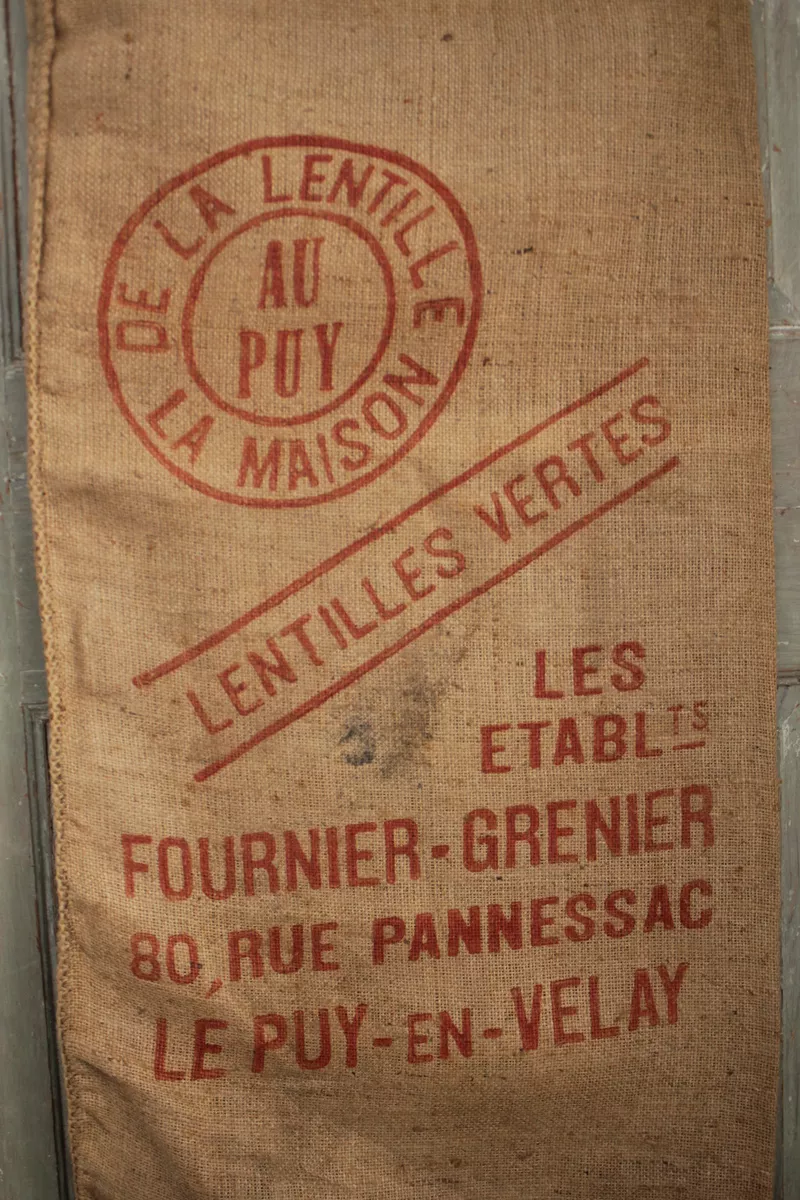 LA MAISON DE LA LENTILLE
AU
PUY
LENTILLES VERTES
LES
ETABLTS
FOURNIER-GRENIER
80, RUE PANNESSAC
LE PUY-EN-VELAY